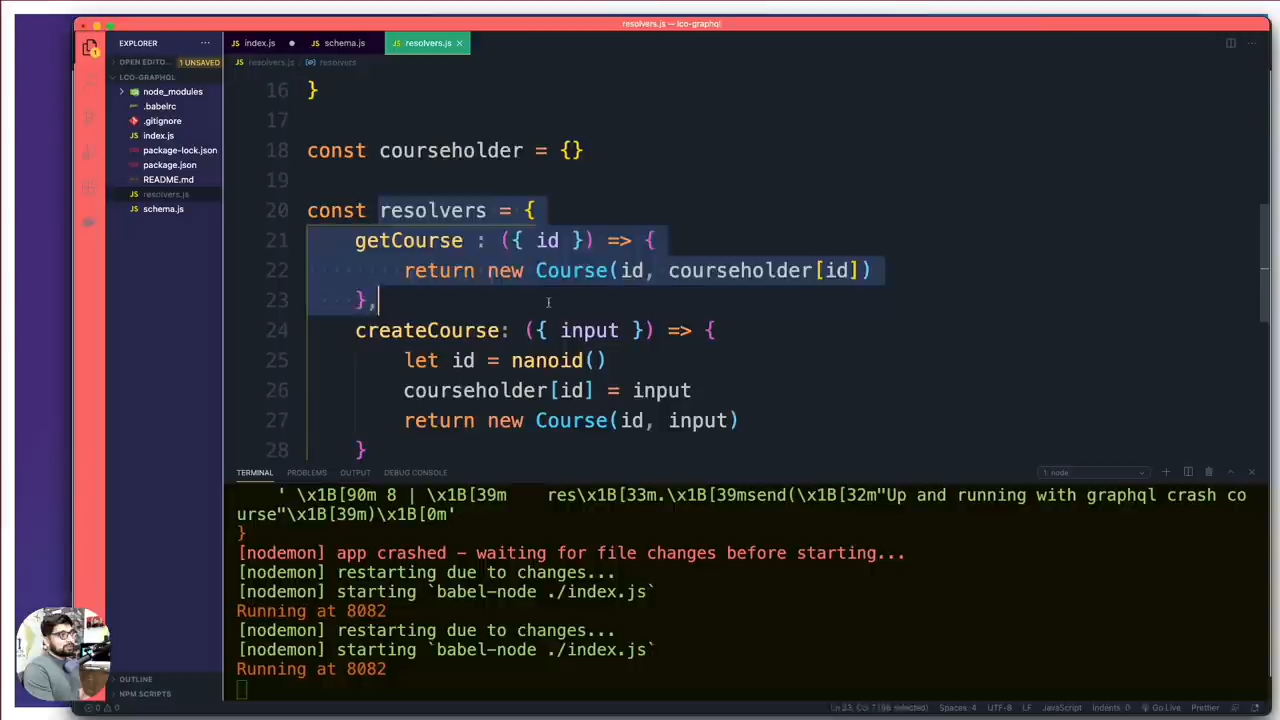 resolvers.js — lco-graphql
EXPLORER
OPEN EDITO... 1 UNSAVED
LCO-GRAPHQL
node_modules
.babelrc
.gitignore
JS index.js
package-lock.json
package.json
README.md
JS resolvers.js
JS schema.js
OUTLINE
NPM SCRIPTS
JS index.js
JS schema.js
JS resolvers.js
JS resolvers.js > resolvers
16 }
17
18 const courseholder = {}
19
20 const resolvers = {
21 getCourse : ({ id }) => {
22 return new Course(id, courseholder[id])
23 },
24 createCourse: ({ input }) => {
25 let id = nanoid()
26 courseholder[id] = input
27 return new Course(id, input)
28 }
TERMINAL PROBLEMS OUTPUT DEBUG CONSOLE
1: node
' \x1B[90m 8 | \x1B[39m    res\x1B[33m.\x1B[39msend(\x1B[32m"Up and running with graphql crash co
urse"\x1B[39m)\x1B[0m'
}
[nodemon] app crashed - waiting for file changes before starting...
[nodemon] restarting due to changes...
[nodemon] starting `babel-node ./index.js`
Running at 8082
[nodemon] restarting due to changes...
[nodemon] starting `babel-node ./index.js`
Running at 8082
0 0
Spaces: 4 UTF-8 LF JavaScript Indents: 0 Go Live Prettier